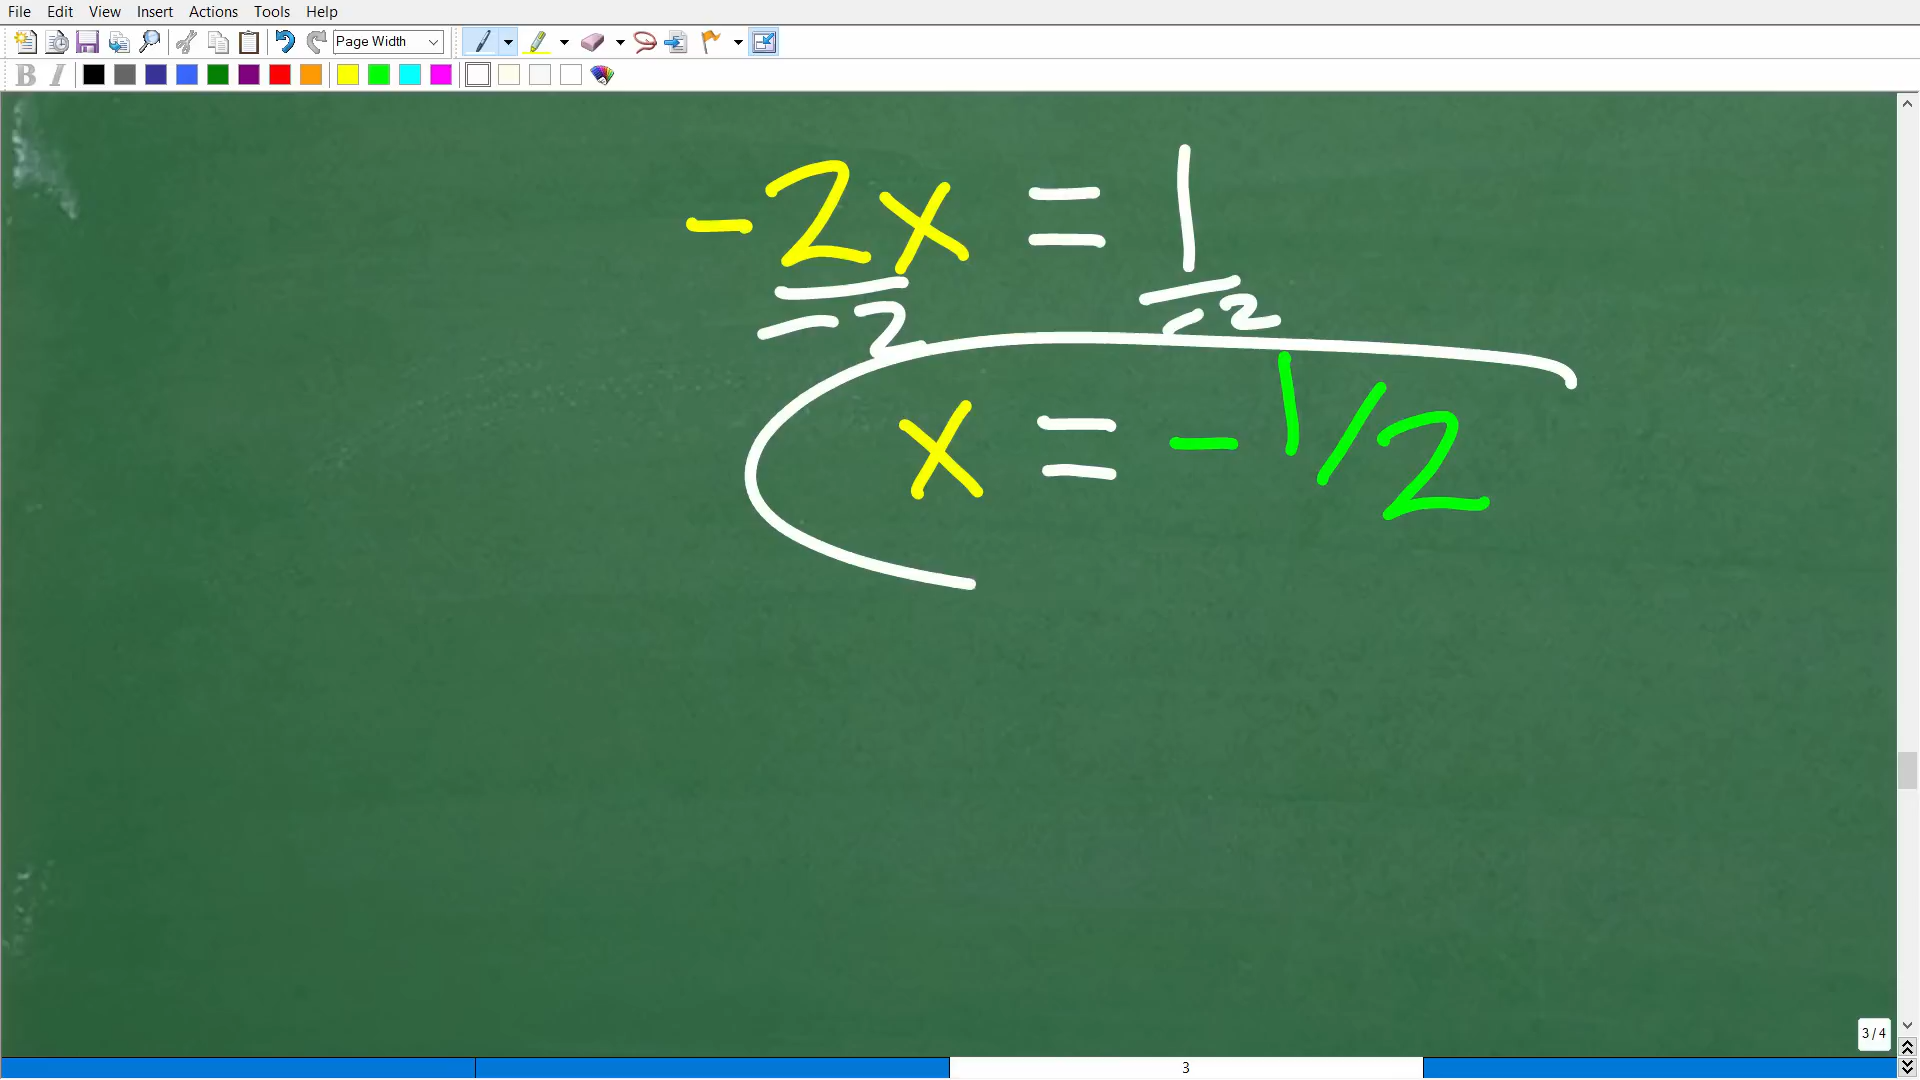 File Edit View Insert Actions Tools Help
Page Width
B I
-2x = 1
-2 -2
x = -1/2
3 / 4
3